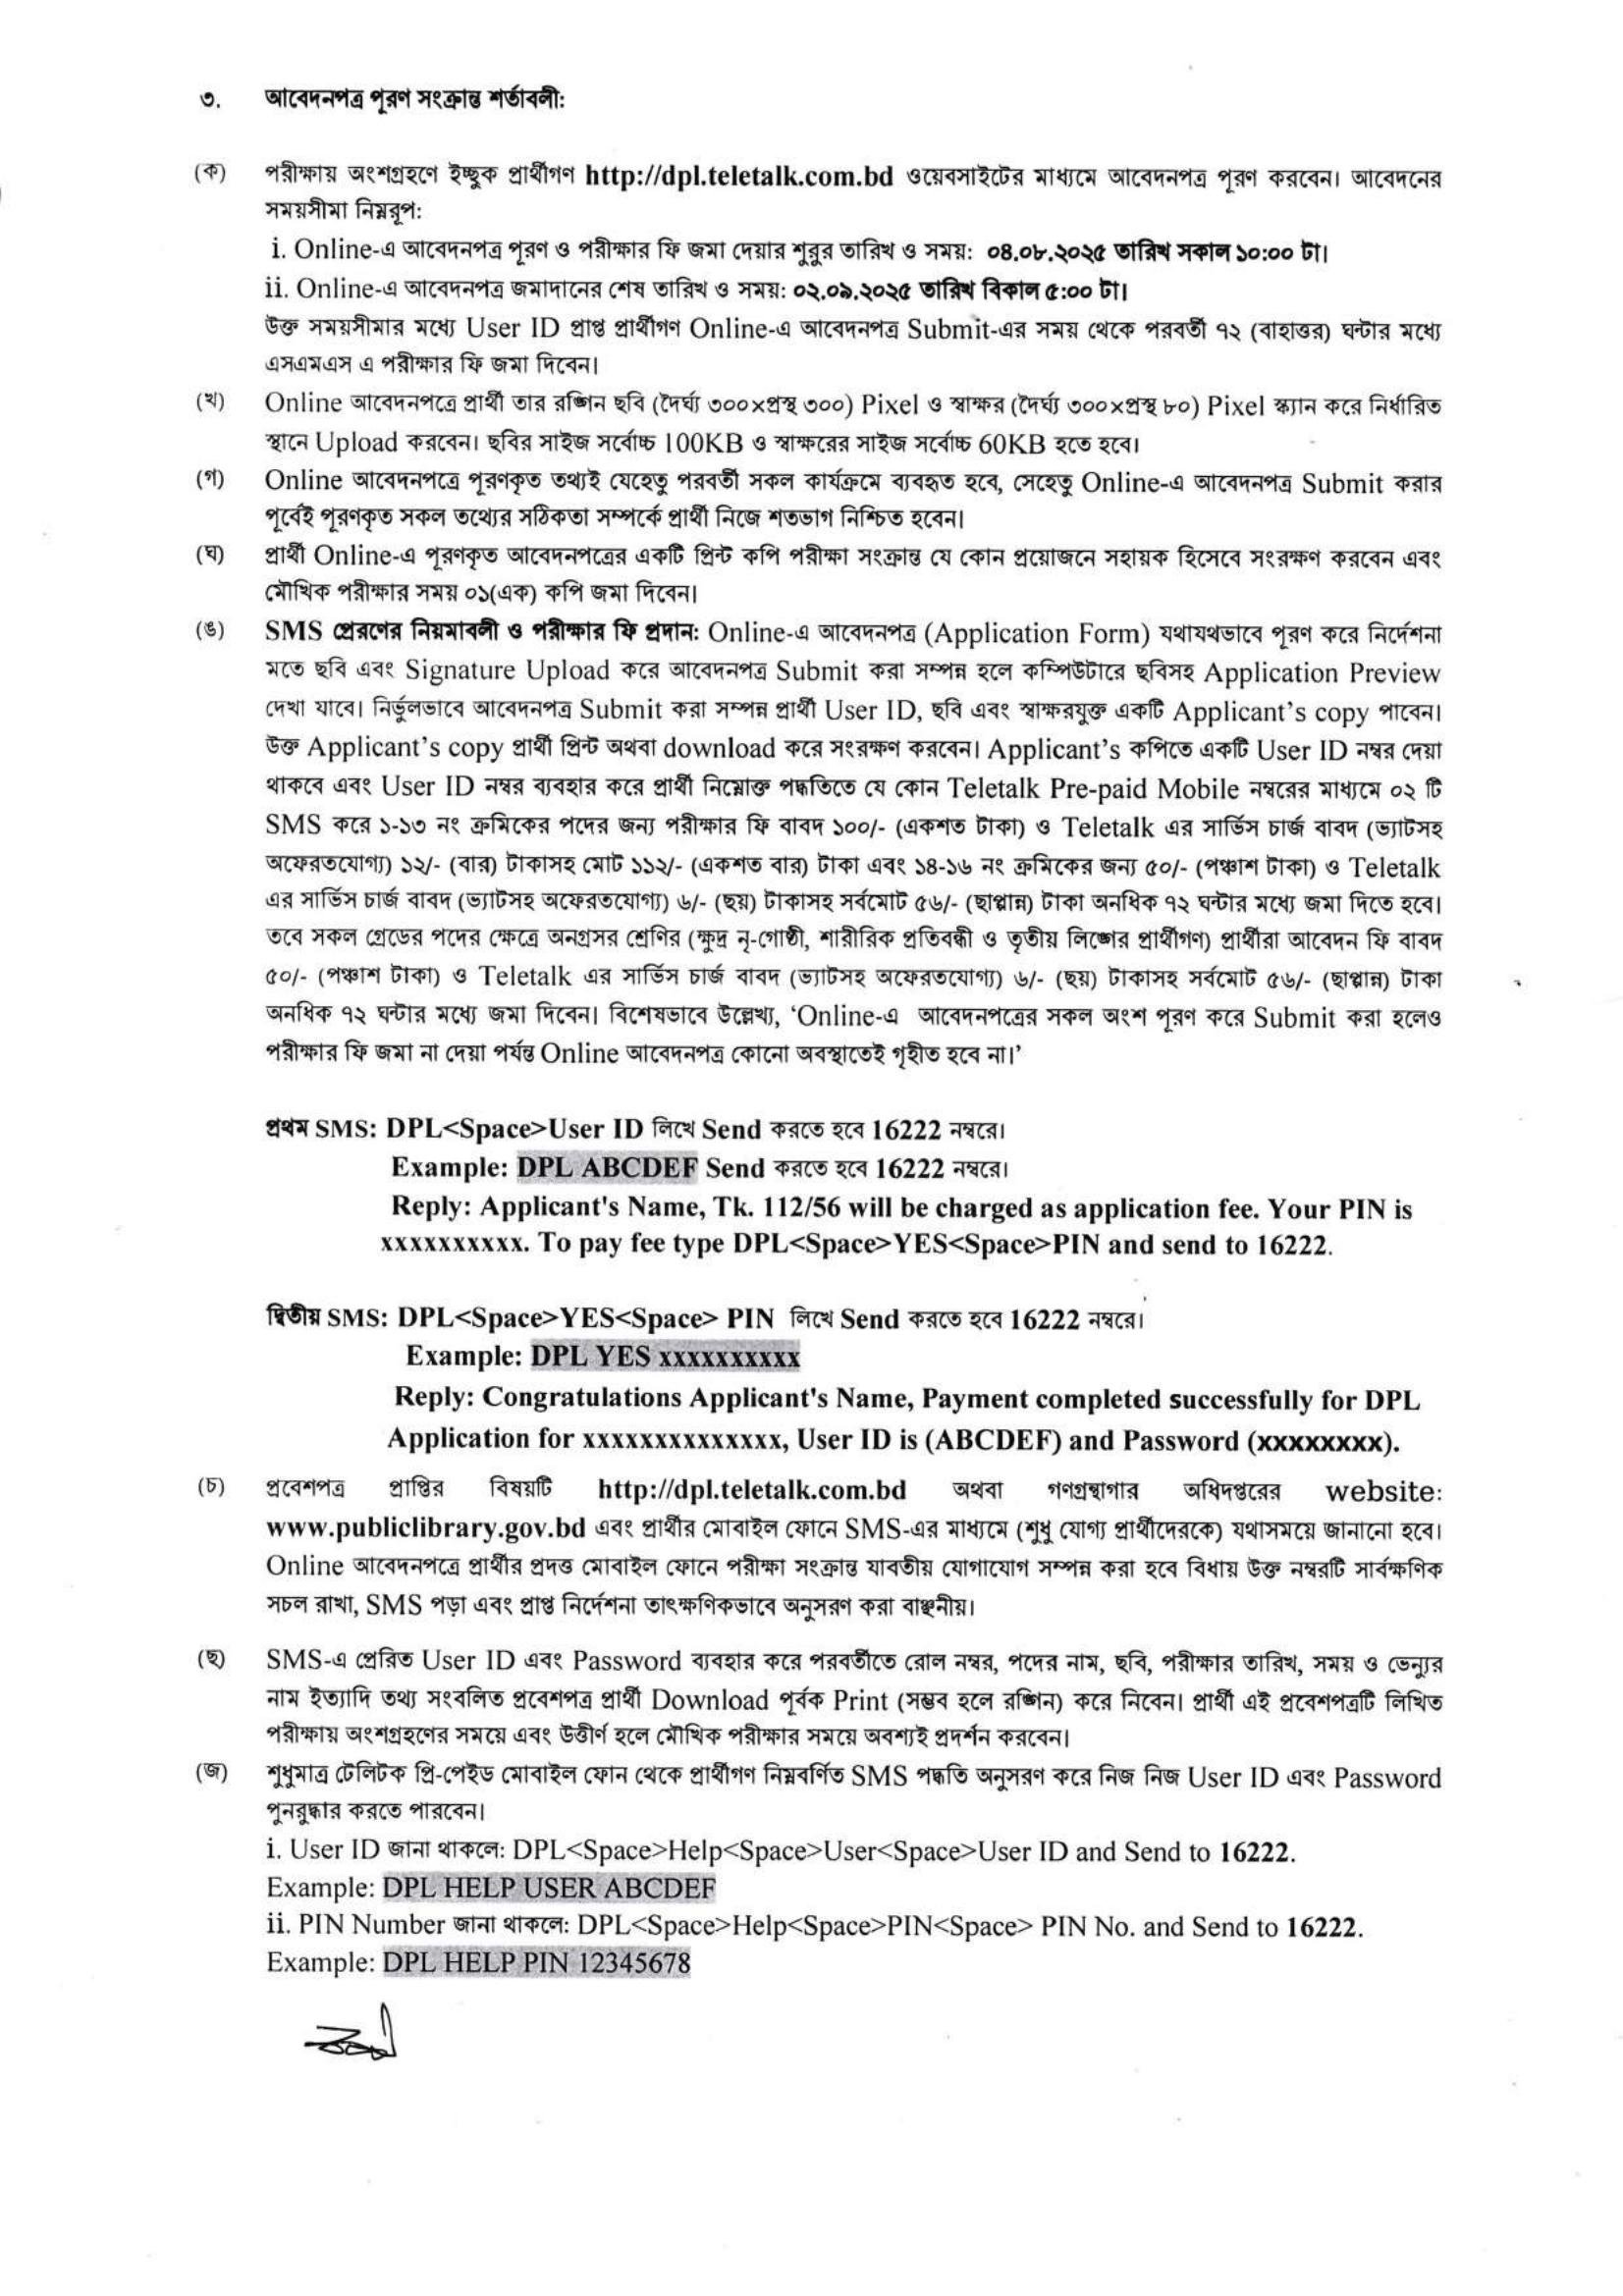 ৩. আবেদনপত্র পূরণ সংক্রান্ত শর্তাবলী:
(ক) পরীক্ষায় অংশগ্রহণে ইচ্ছুক প্রার্থীগণ http://dpl.teletalk.com.bd ওয়েবসাইটের মাধ্যমে আবেদনপত্র পূরণ করবেন। আবেদনের
সময়সীমা নিম্নরূপ:
i. Online-এ আবেদনপত্র পূরণ ও পরীক্ষার ফি জমা দেয়ার শুরুর তারিখ ও সময়: ০৪.০৮.২০২৫ তারিখ সকাল ১০:০০ টা।
ii. Online-এ আবেদনপত্র জমাদানের শেষ তারিখ ও সময়: ০২.০৯.২০২৫ তারিখ বিকাল ৫:০০ টা।
উক্ত সময়সীমার মধ্যে User ID প্রাপ্ত প্রার্থীগণ Online-এ আবেদনপত্র Submit-এর সময় থেকে পরবর্তী ৭২ (বাহাত্তর) ঘন্টার মধ্যে
এসএমএস এ পরীক্ষার ফি জমা দিবেন।
(খ) Online আবেদনপত্রে প্রার্থী তার রঙ্গিন ছবি (দৈর্ঘ্য ৩০০×প্রস্থ ৩০০) Pixel ও স্বাক্ষর (দৈর্ঘ্য ৩০০×প্রস্থ ৮০) Pixel স্ক্যান করে নির্ধারিত
স্থানে Upload করবেন। ছবির সাইজ সর্বোচ্চ 100KB ও স্বাক্ষরের সাইজ সর্বোচ্চ 60KB হতে হবে।
(গ) Online আবেদনপত্রে পূরণকৃত তথ্যই যেহেতু পরবর্তী সকল কার্যক্রমে ব্যবহৃত হবে, সেহেতু Online-এ আবেদনপত্র Submit করার
পূর্বেই পূরণকৃত সকল তথ্যের সঠিকতা সম্পর্কে প্রার্থী নিজে শতভাগ নিশ্চিত হবেন।
(ঘ) প্রার্থী Online-এ পূরণকৃত আবেদনপত্রের একটি প্রিন্ট কপি পরীক্ষা সংক্রান্ত যে কোন প্রয়োজনে সহায়ক হিসেবে সংরক্ষণ করবেন এবং
মৌখিক পরীক্ষার সময় ০১(এক) কপি জমা দিবেন।
(ঙ) SMS প্রেরণের নিয়মাবলী ও পরীক্ষার ফি প্রদান: Online-এ আবেদনপত্র (Application Form) যথাযথভাবে পূরণ করে নির্দেশনা
মতে ছবি এবং Signature Upload করে আবেদনপত্র Submit করা সম্পন্ন হলে কম্পিউটারে ছবিসহ Application Preview
দেখা যাবে। নির্ভুলভাবে আবেদনপত্র Submit করা সম্পন্ন প্রার্থী User ID, ছবি এবং স্বাক্ষরযুক্ত একটি Applicant's copy পাবেন।
উক্ত Applicant's copy প্রার্থী প্রিন্ট অথবা download করে সংরক্ষণ করবেন। Applicant's কপিতে একটি User ID নম্বর দেয়া
থাকবে এবং User ID নম্বর ব্যবহার করে প্রার্থী নিম্নোক্ত পদ্ধতিতে যে কোন Teletalk Pre-paid Mobile নম্বরের মাধ্যমে ০২ টি
SMS করে ১-১৩ নং ক্রমিকের পদের জন্য পরীক্ষার ফি বাবদ ১০০/- (একশত টাকা) ও Teletalk এর সার্ভিস চার্জ বাবদ (ভ্যাটসহ
অফেরতযোগ্য) ১২/- (বার) টাকাসহ মোট ১১২/- (একশত বার) টাকা এবং ১৪-১৬ নং ক্রমিকের জন্য ৫০/- (পঞ্চাশ টাকা) ও Teletalk
এর সার্ভিস চার্জ বাবদ (ভ্যাটসহ অফেরতযোগ্য) ৬/- (ছয়) টাকাসহ সর্বমোট ৫৬/- (ছাপ্পান্ন) টাকা অনধিক ৭২ ঘন্টার মধ্যে জমা দিতে হবে।
তবে সকল গ্রেডের পদের ক্ষেত্রে অনগ্রসর শ্রেণির (ক্ষুদ্র নৃ-গোষ্ঠী, শারীরিক প্রতিবন্ধী ও তৃতীয় লিঙ্গের প্রার্থীগণ) প্রার্থীরা আবেদন ফি বাবদ
৫০/- (পঞ্চাশ টাকা) ও Teletalk এর সার্ভিস চার্জ বাবদ (ভ্যাটসহ অফেরতযোগ্য) ৬/- (ছয়) টাকাসহ সর্বমোট ৫৬/- (ছাপ্পান্ন) টাকা
অনধিক ৭২ ঘন্টার মধ্যে জমা দিবেন। বিশেষভাবে উল্লেখ্য, 'Online-এ আবেদনপত্রের সকল অংশ পূরণ করে Submit করা হলেও
পরীক্ষার ফি জমা না দেয়া পর্যন্ত Online আবেদনপত্র কোনো অবস্থাতেই গৃহীত হবে না।'
প্রথম SMS: DPL<Space>User ID লিখে Send করতে হবে 16222 নম্বরে।
Example: DPL ABCDEF Send করতে হবে 16222 নম্বরে।
Reply: Applicant's Name, Tk. 112/56 will be charged as application fee. Your PIN is
xxxxxxxxxx. To pay fee type DPL<Space>YES<Space>PIN and send to 16222.
দ্বিতীয় SMS: DPL<Space>YES<Space> PIN লিখে Send করতে হবে 16222 নম্বরে।
Example: DPL YES xxxxxxxxxx
Reply: Congratulations Applicant's Name, Payment completed successfully for DPL
Application for xxxxxxxxxxxxxx, User ID is (ABCDEF) and Password (xxxxxxxx).
(চ) প্রবেশপত্র প্রাপ্তির বিষয়টি http://dpl.teletalk.com.bd অথবা গণগ্রন্থাগার অধিদপ্তরের website:
www.publiclibrary.gov.bd এবং প্রার্থীর মোবাইল ফোনে SMS-এর মাধ্যমে (শুধু যোগ্য প্রার্থীদেরকে) যথাসময়ে জানানো হবে।
Online আবেদনপত্রে প্রার্থীর প্রদত্ত মোবাইল ফোনে পরীক্ষা সংক্রান্ত যাবতীয় যোগাযোগ সম্পন্ন করা হবে বিধায় উক্ত নম্বরটি সার্বক্ষণিক
সচল রাখা, SMS পড়া এবং প্রাপ্ত নির্দেশনা তাৎক্ষণিকভাবে অনুসরণ করা বাঞ্ছনীয়।
(ছ) SMS-এ প্রেরিত User ID এবং Password ব্যবহার করে পরবর্তীতে রোল নম্বর, পদের নাম, ছবি, পরীক্ষার তারিখ, সময় ও ভেন্যুর
নাম ইত্যাদি তথ্য সংবলিত প্রবেশপত্র প্রার্থী Download পূর্বক Print (সম্ভব হলে রঙ্গিন) করে নিবেন। প্রার্থী এই প্রবেশপত্রটি লিখিত
পরীক্ষায় অংশগ্রহণের সময়ে এবং উত্তীর্ণ হলে মৌখিক পরীক্ষার সময়ে অবশ্যই প্রদর্শন করবেন।
(জ) শুধুমাত্র টেলিটক প্রি-পেইড মোবাইল ফোন থেকে প্রার্থীগণ নিম্নবর্ণিত SMS পদ্ধতি অনুসরণ করে নিজ নিজ User ID এবং Password
পুনরুদ্ধার করতে পারবেন।
i. User ID জানা থাকলে: DPL<Space>Help<Space>User<Space>User ID and Send to 16222.
Example: DPL HELP USER ABCDEF
ii. PIN Number জানা থাকলে: DPL<Space>Help<Space>PIN<Space> PIN No. and Send to 16222.
Example: DPL HELP PIN 12345678